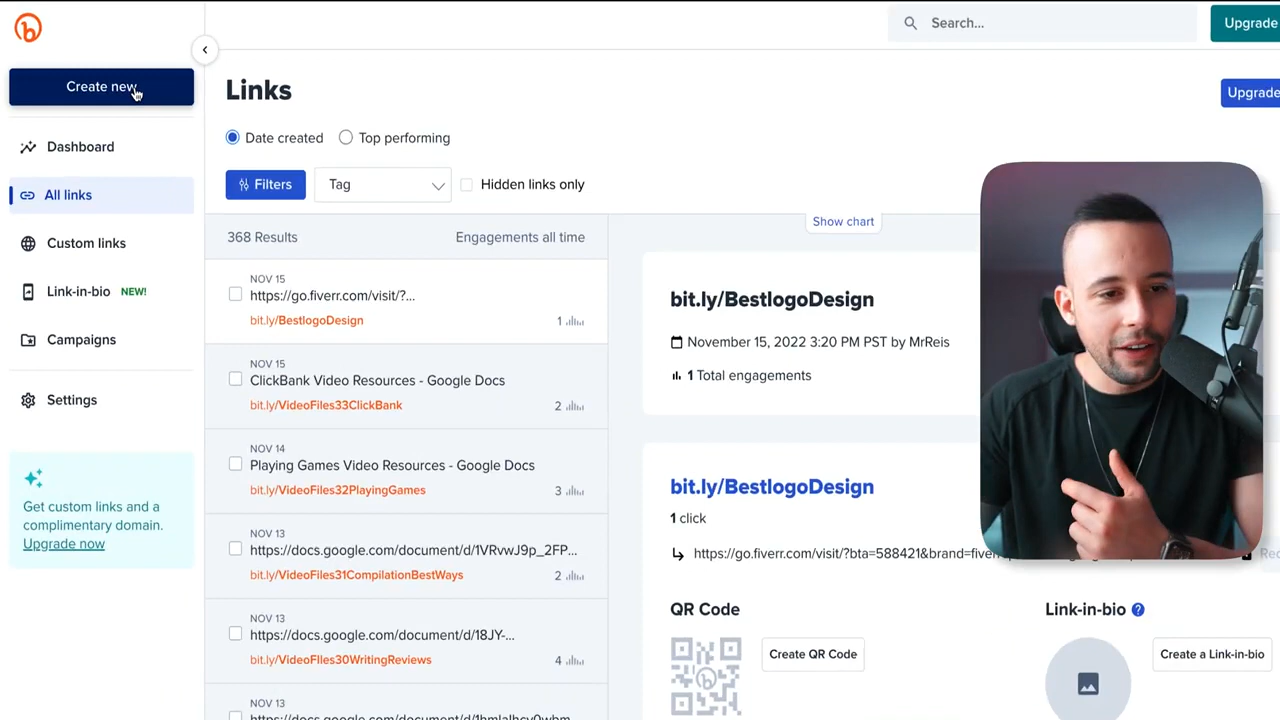 Search...
Upgrade
Create new
Links
Upgrade
Date created
Top performing
Dashboard
Filters
Tag
Hidden links only
All links
Show chart
368 Results
Engagements all time
Custom links
NOV 15
https://go.fiverr.com/visit/?...
bit.ly/BestlogoDesign
1
Link-in-bio NEW!
Campaigns
NOV 15
ClickBank Video Resources - Google Docs
bit.ly/VideoFiles33ClickBank
2
Settings
NOV 14
Playing Games Video Resources - Google Docs
bit.ly/VideoFiles32PlayingGames
3
Get custom links and a
complimentary domain.
Upgrade now
NOV 13
https://docs.google.com/document/d/1VRvwJ9p_2FP...
bit.ly/VideoFiles31CompilationBestWays
2
NOV 13
https://docs.google.com/document/d/18JY-...
bit.ly/VideoFIles30WritingReviews
4
NOV 13
bit.ly/BestlogoDesign
November 15, 2022 3:20 PM PST by MrReis
1 Total engagements
bit.ly/BestlogoDesign
1 click
https://go.fiverr.com/visit/?bta=588421&brand=fiver
QR Code
Create QR Code
Link-in-bio ?
Create a Link-in-bio